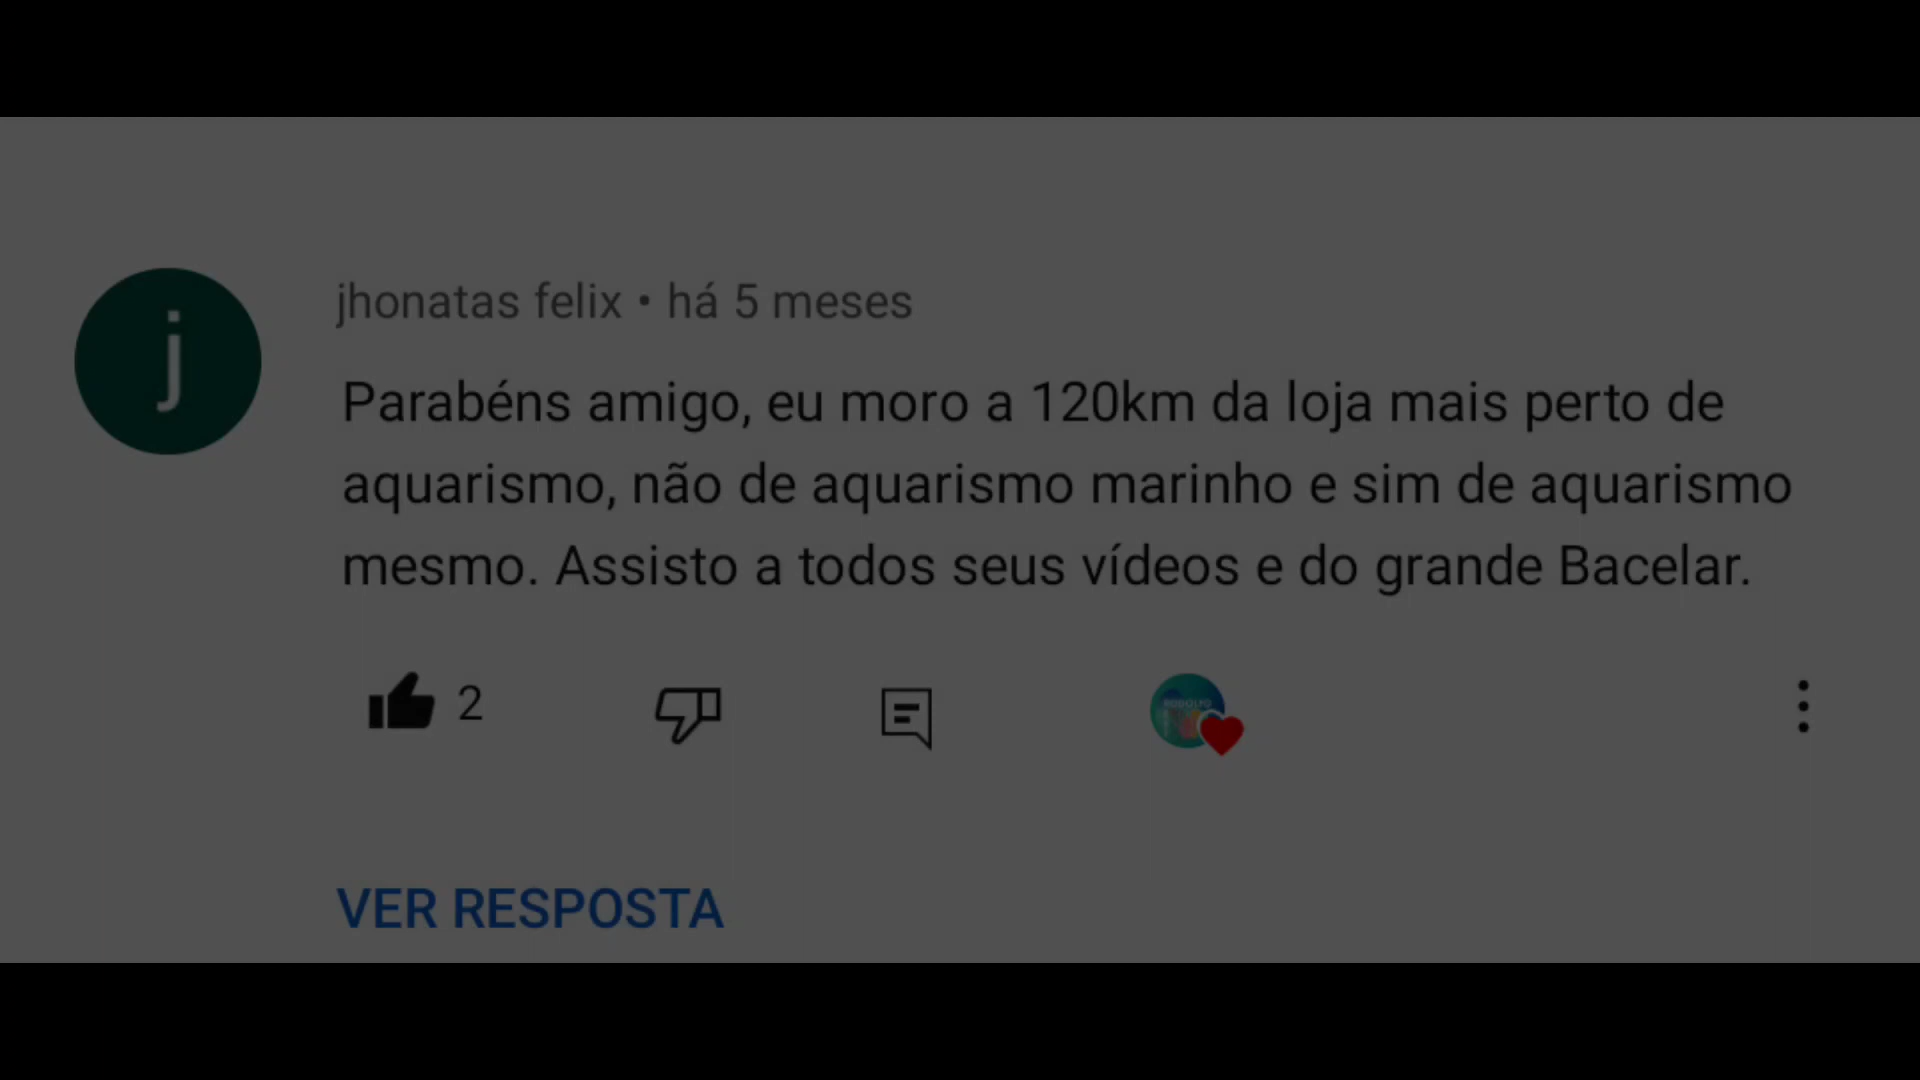 jhonatas felix • há 5 meses
j
Parabéns amigo, eu moro a 120km da loja mais perto de
aquarismo, não de aquarismo marinho e sim de aquarismo
mesmo. Assisto a todos seus vídeos e do grande Bacelar.
2
RODOLFO
VER RESPOSTA